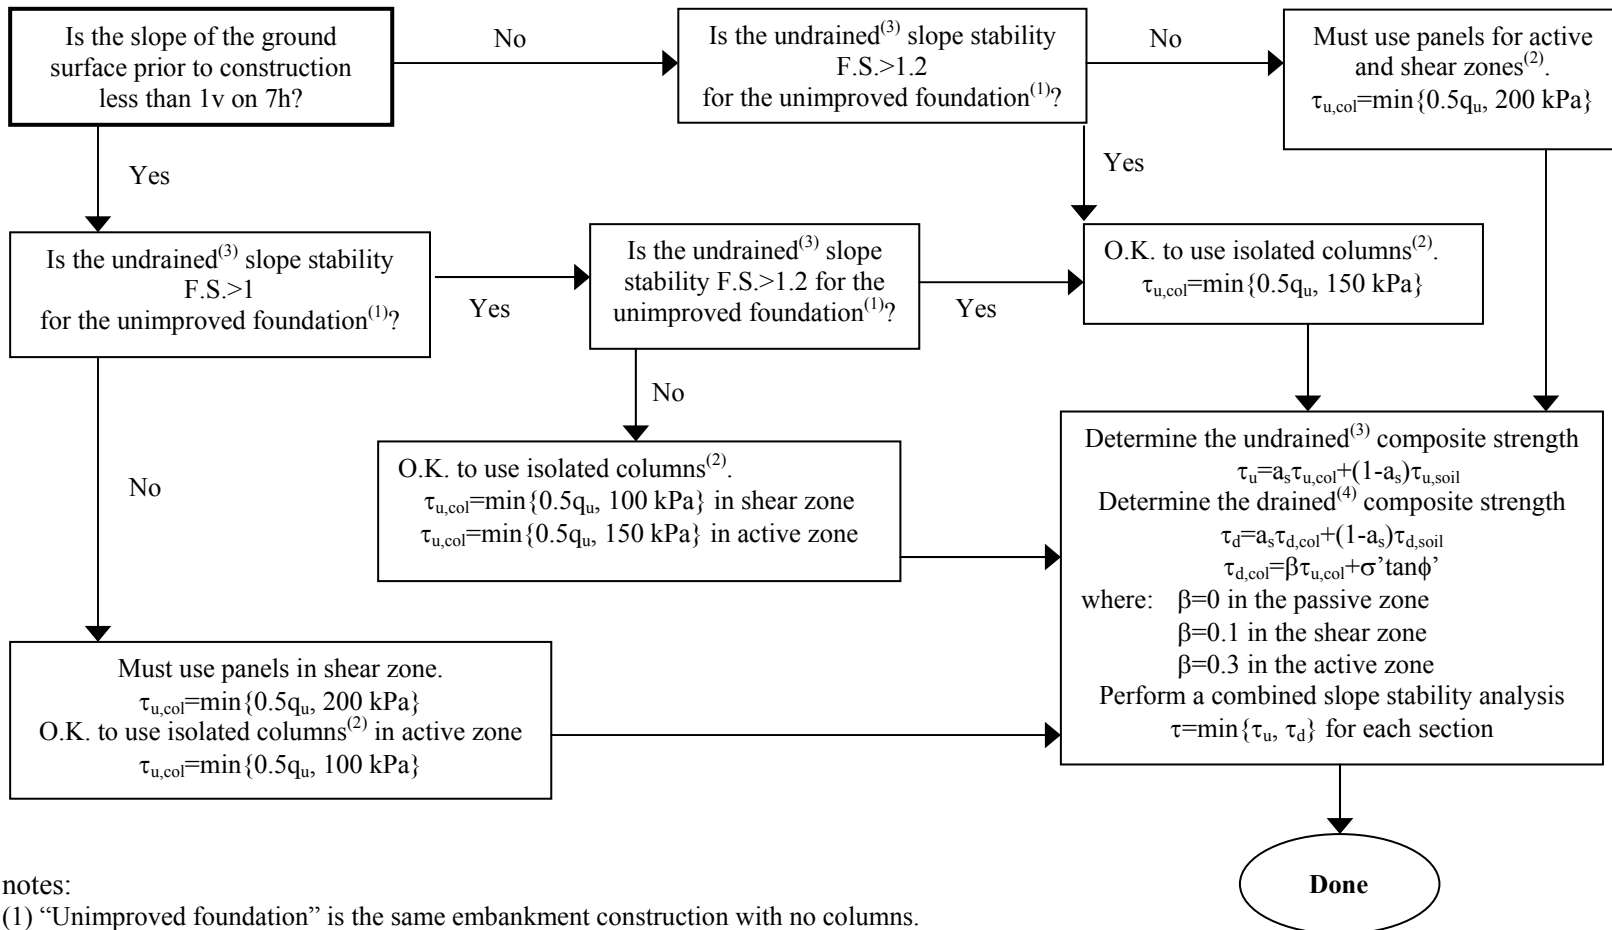 Is the slope of the ground
surface prior to construction
less than 1v on 7h?
No
Is the undrained(3) slope stability
F.S.>1.2
for the unimproved foundation(1)?
No
Must use panels for active
and shear zones(2).
τu,col=min{0.5qu, 200 kPa}
Yes
Yes
Is the undrained(3) slope stability
F.S.>1
for the unimproved foundation(1)?
Yes
Is the undrained(3) slope
stability F.S.>1.2 for the
unimproved foundation(1)?
Yes
O.K. to use isolated columns(2).
τu,col=min{0.5qu, 150 kPa}
No
No
O.K. to use isolated columns(2).
τu,col=min{0.5qu, 100 kPa} in shear zone
τu,col=min{0.5qu, 150 kPa} in active zone
Determine the undrained(3) composite strength
τu=asτu,col+(1-as)τu,soil
Determine the drained(4) composite strength
τd=asτd,col+(1-as)τd,soil
τd,col=βτu,col+σ’tanϕ’
where: β=0 in the passive zone
β=0.1 in the shear zone
β=0.3 in the active zone
Perform a combined slope stability analysis
τ=min{τu, τd} for each section
Must use panels in shear zone.
τu,col=min{0.5qu, 200 kPa}
O.K. to use isolated columns(2) in active zone
τu,col=min{0.5qu, 100 kPa}
Done
notes:
(1) “Unimproved foundation” is the same embankment construction with no columns.